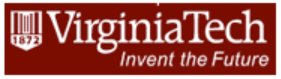 1872
VirginiaTech
Invent the Future